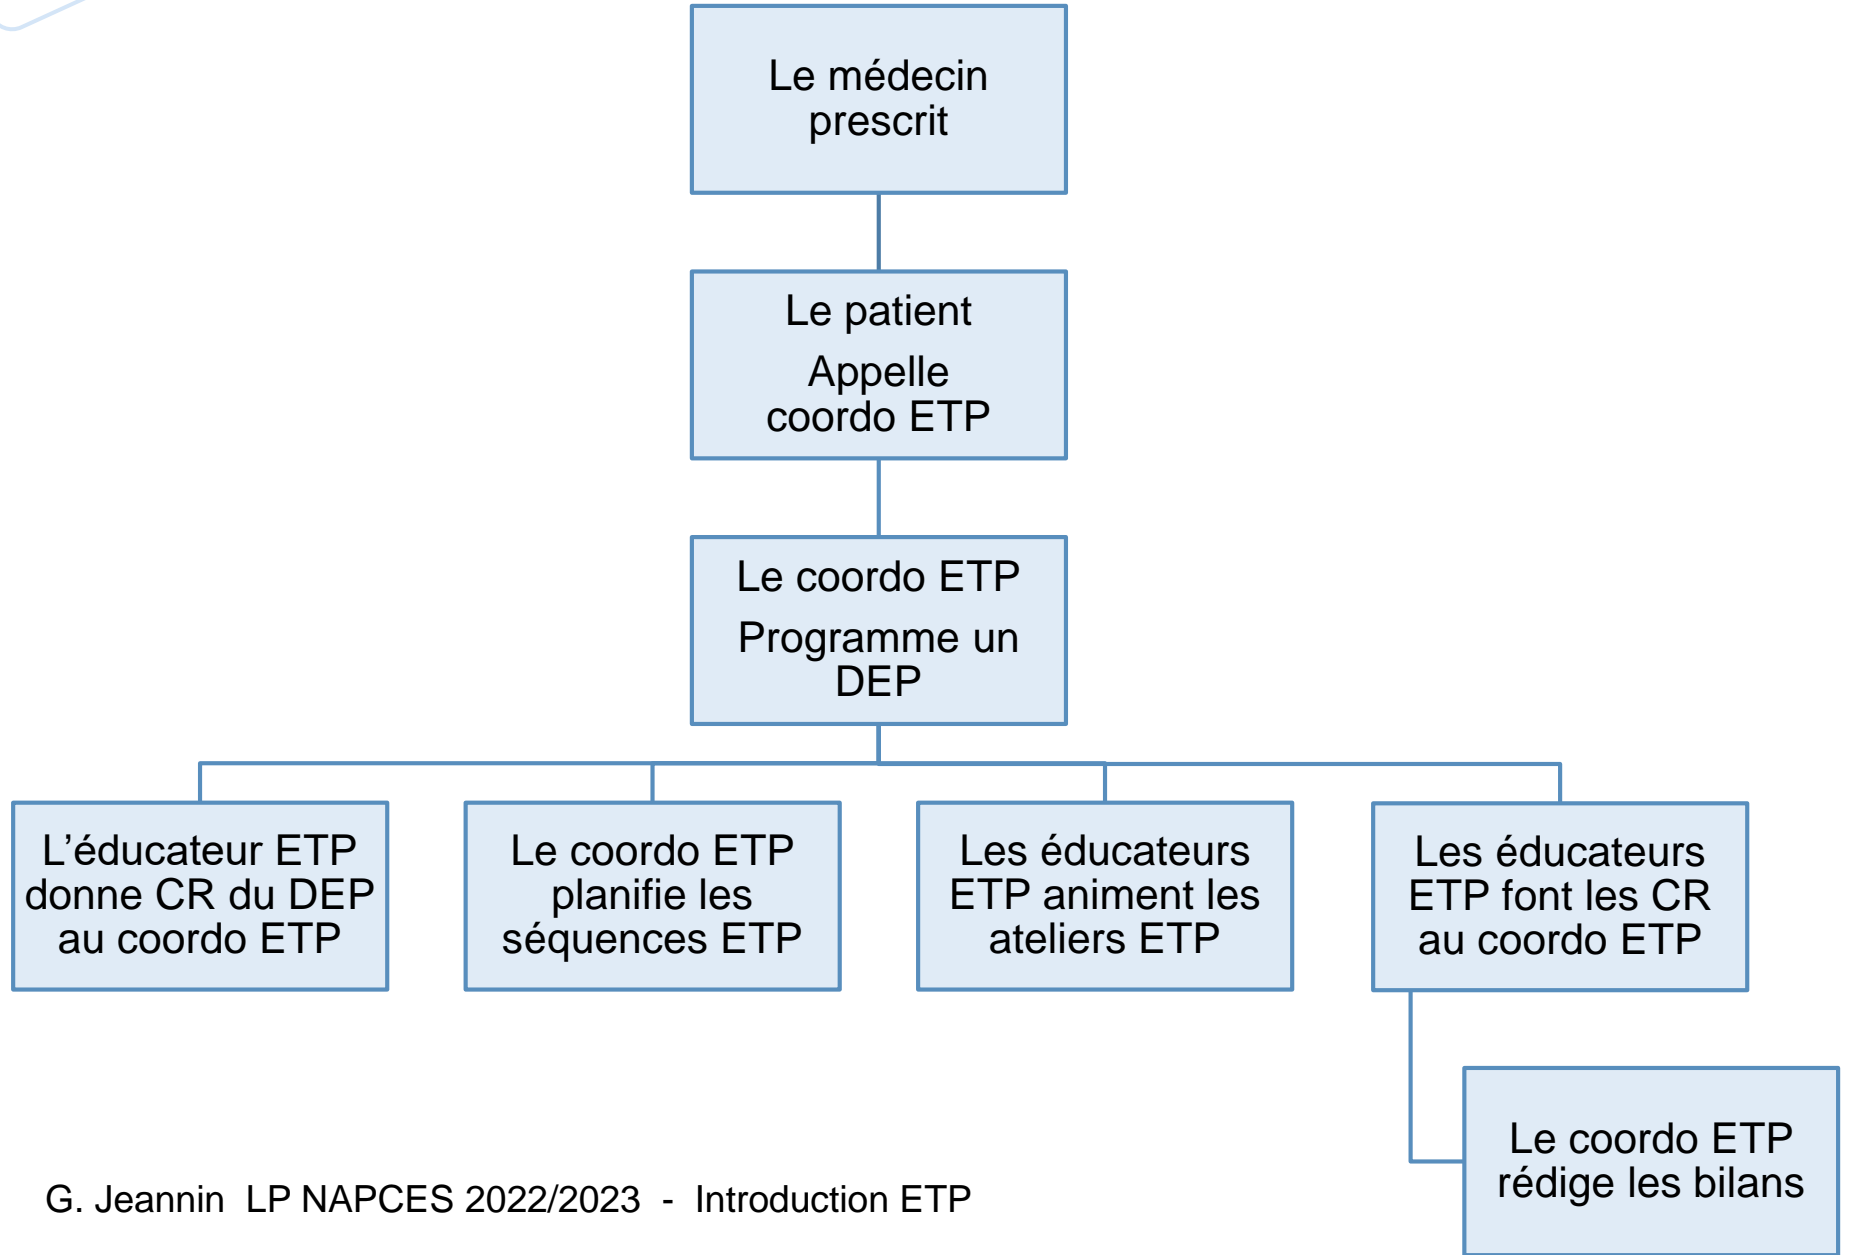 Le médecin
prescrit
Le patient
Appelle
coordo ETP
Le coordo ETP
Programme un
DEP
L’éducateur ETP
donne CR du DEP
au coordo ETP
Le coordo ETP
planifie les
séquences ETP
Les éducateurs
ETP animent les
ateliers ETP
Les éducateurs
ETP font les CR
au coordo ETP
Le coordo ETP
rédige les bilans
G. Jeannin LP NAPCES 2022/2023 - Introduction ETP